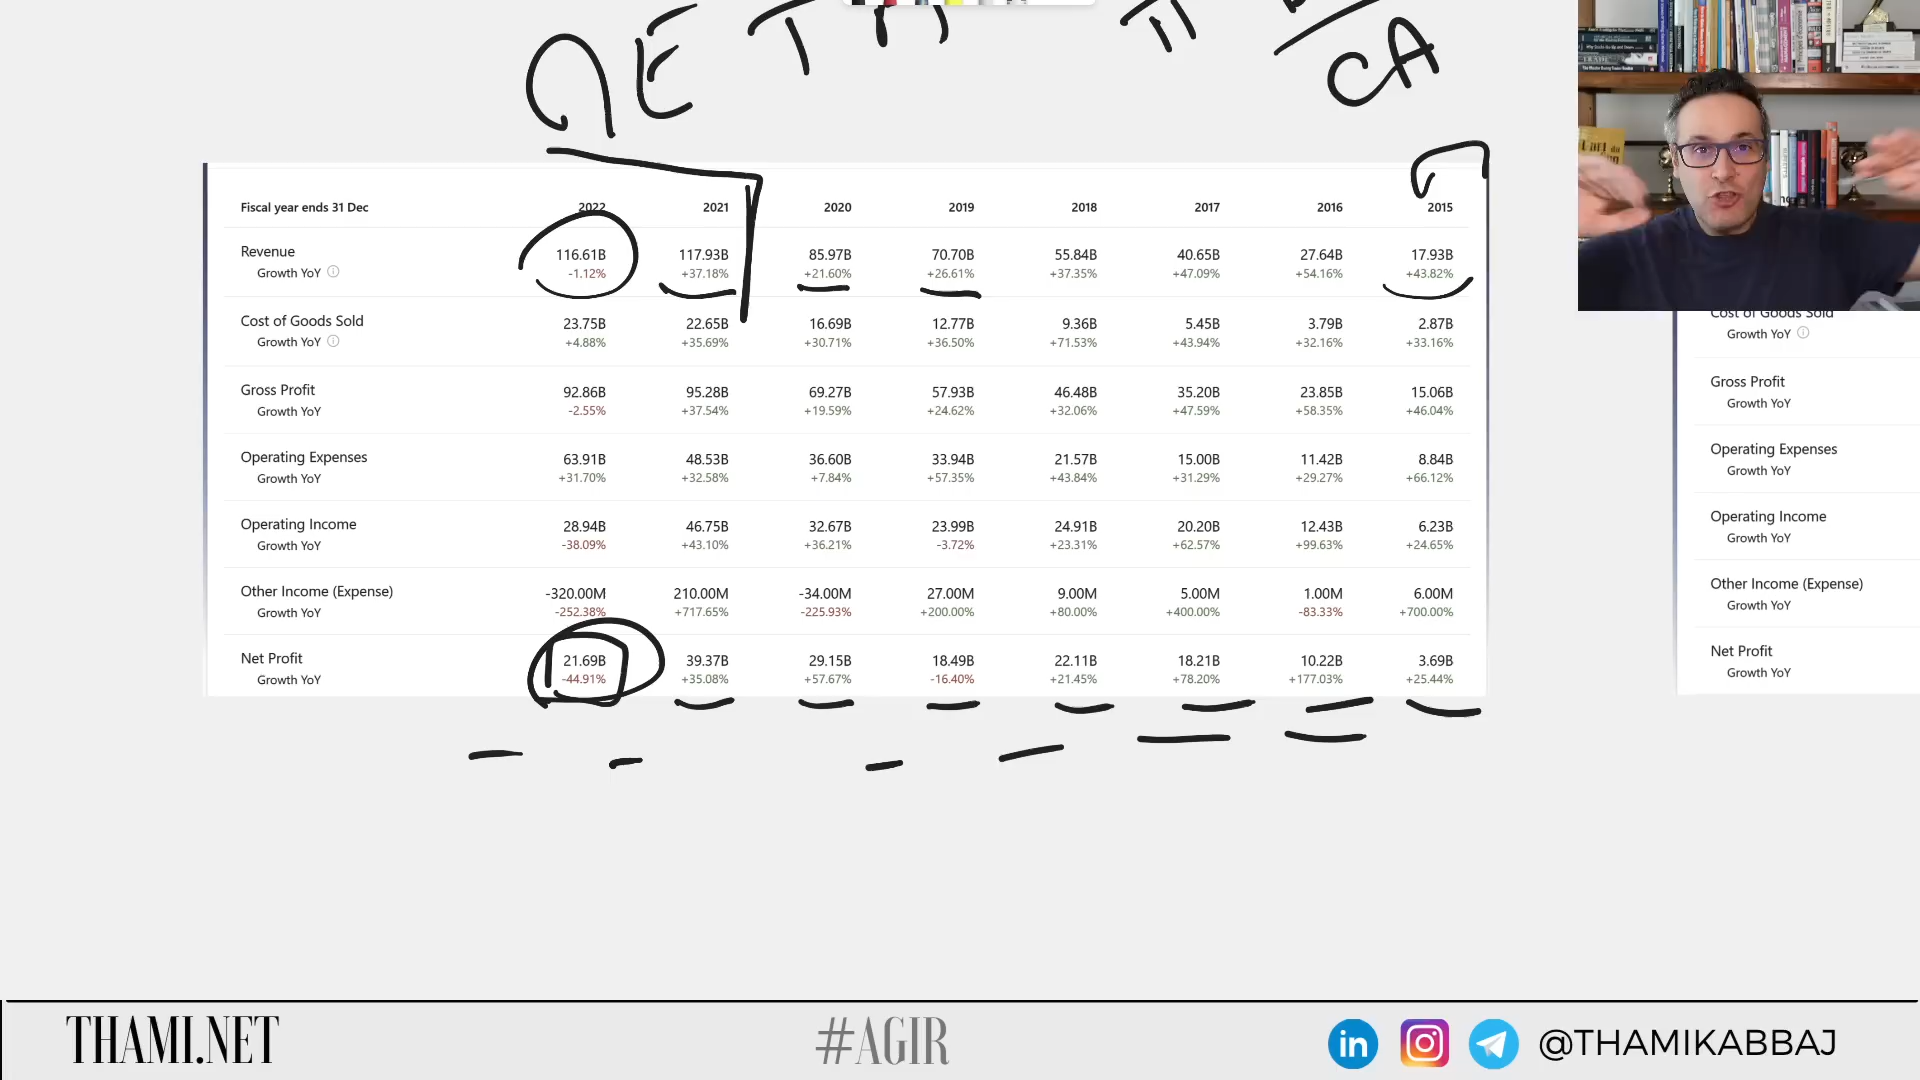 CA
Fiscal year ends 31 Dec 2022 2021 2020 2019 2018 2017 2016 2015
Revenue 116.61B 117.93B 85.97B 70.70B 55.84B 40.65B 27.64B 17.93B
Growth YoY -1.12% +37.18% +21.60% +26.61% +37.35% +47.09% +54.16% +43.82%
Cost of Goods Sold 23.75B 22.65B 16.69B 12.77B 9.36B 5.45B 3.79B 2.87B
Growth YoY +4.88% +35.69% +30.71% +36.50% +71.53% +43.94% +32.16% +33.16%
Gross Profit 92.86B 95.28B 69.27B 57.93B 46.48B 35.20B 23.85B 15.06B
Growth YoY -2.55% +37.54% +19.59% +24.62% +32.06% +47.59% +58.35% +46.04%
Operating Expenses 63.91B 48.53B 36.60B 33.94B 21.57B 15.00B 11.42B 8.84B
Growth YoY +31.70% +32.58% +7.84% +57.35% +43.84% +31.29% +29.27% +66.12%
Operating Income 28.94B 46.75B 32.67B 23.99B 24.91B 20.20B 12.43B 6.23B
Growth YoY -38.09% +43.10% +36.21% -3.72% +23.31% +62.57% +99.63% +24.65%
Other Income (Expense) -320.00M 210.00M -34.00M 27.00M 9.00M 5.00M 1.00M 6.00M
Growth YoY -252.38% +717.65% -225.93% +200.00% +80.00% +400.00% -83.33% +700.00%
Net Profit 21.69B 39.37B 29.15B 18.49B 22.11B 18.21B 10.22B 3.69B
Growth YoY -44.91% +35.08% +57.67% -16.40% +21.45% +78.20% +177.03% +25.44%
Cost of Goods Sold
Growth YoY
Gross Profit
Growth YoY
Operating Expenses
Growth YoY
Operating Income
Growth YoY
Other Income (Expense)
Growth YoY
Net Profit
Growth YoY
THAMI.NET
#AGIR
in
@THAMIKABBAJ